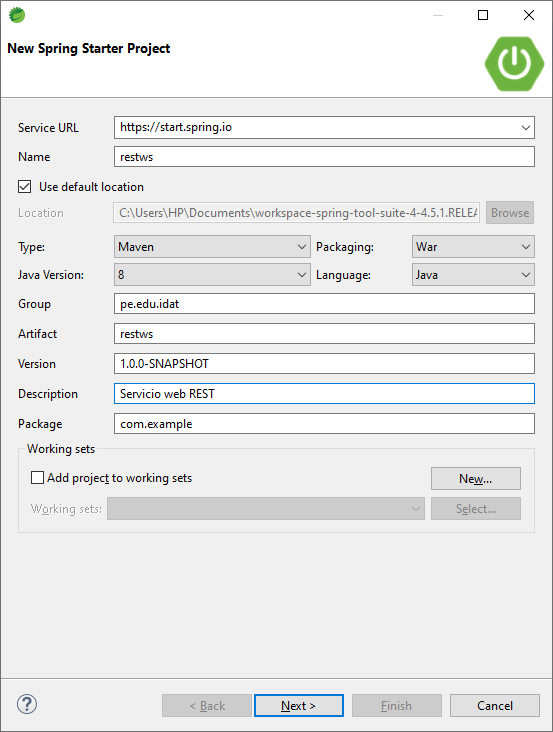 New Spring Starter Project
Service URL https://start.spring.io
Name restws
Use default location
Location C:\Users\HP\Documents\workspace-spring-tool-suite-4-4.5.1.RELEA Browse
Type: Maven Packaging: War
Java Version: 8 Language: Java
Group pe.edu.idat
Artifact restws
Version 1.0.0-SNAPSHOT
Description Servicio web REST
Package com.example
Working sets
Add project to working sets New...
Working sets: Select...
? < Back Next > Finish Cancel